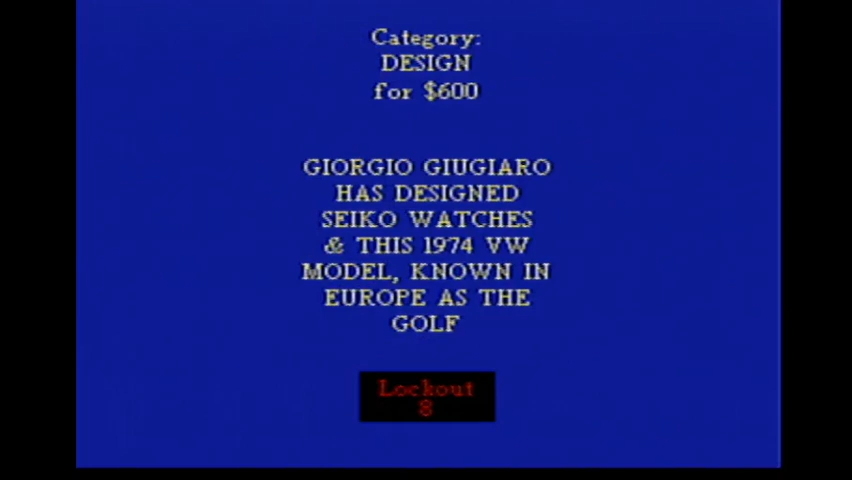 Category:
DESIGN
for $600
GIORGIO GIUGIARO
HAS DESIGNED
SEIKO WATCHES
& THIS 1974 VW
MODEL, KNOWN IN
EUROPE AS THE
GOLF
Lockout
8